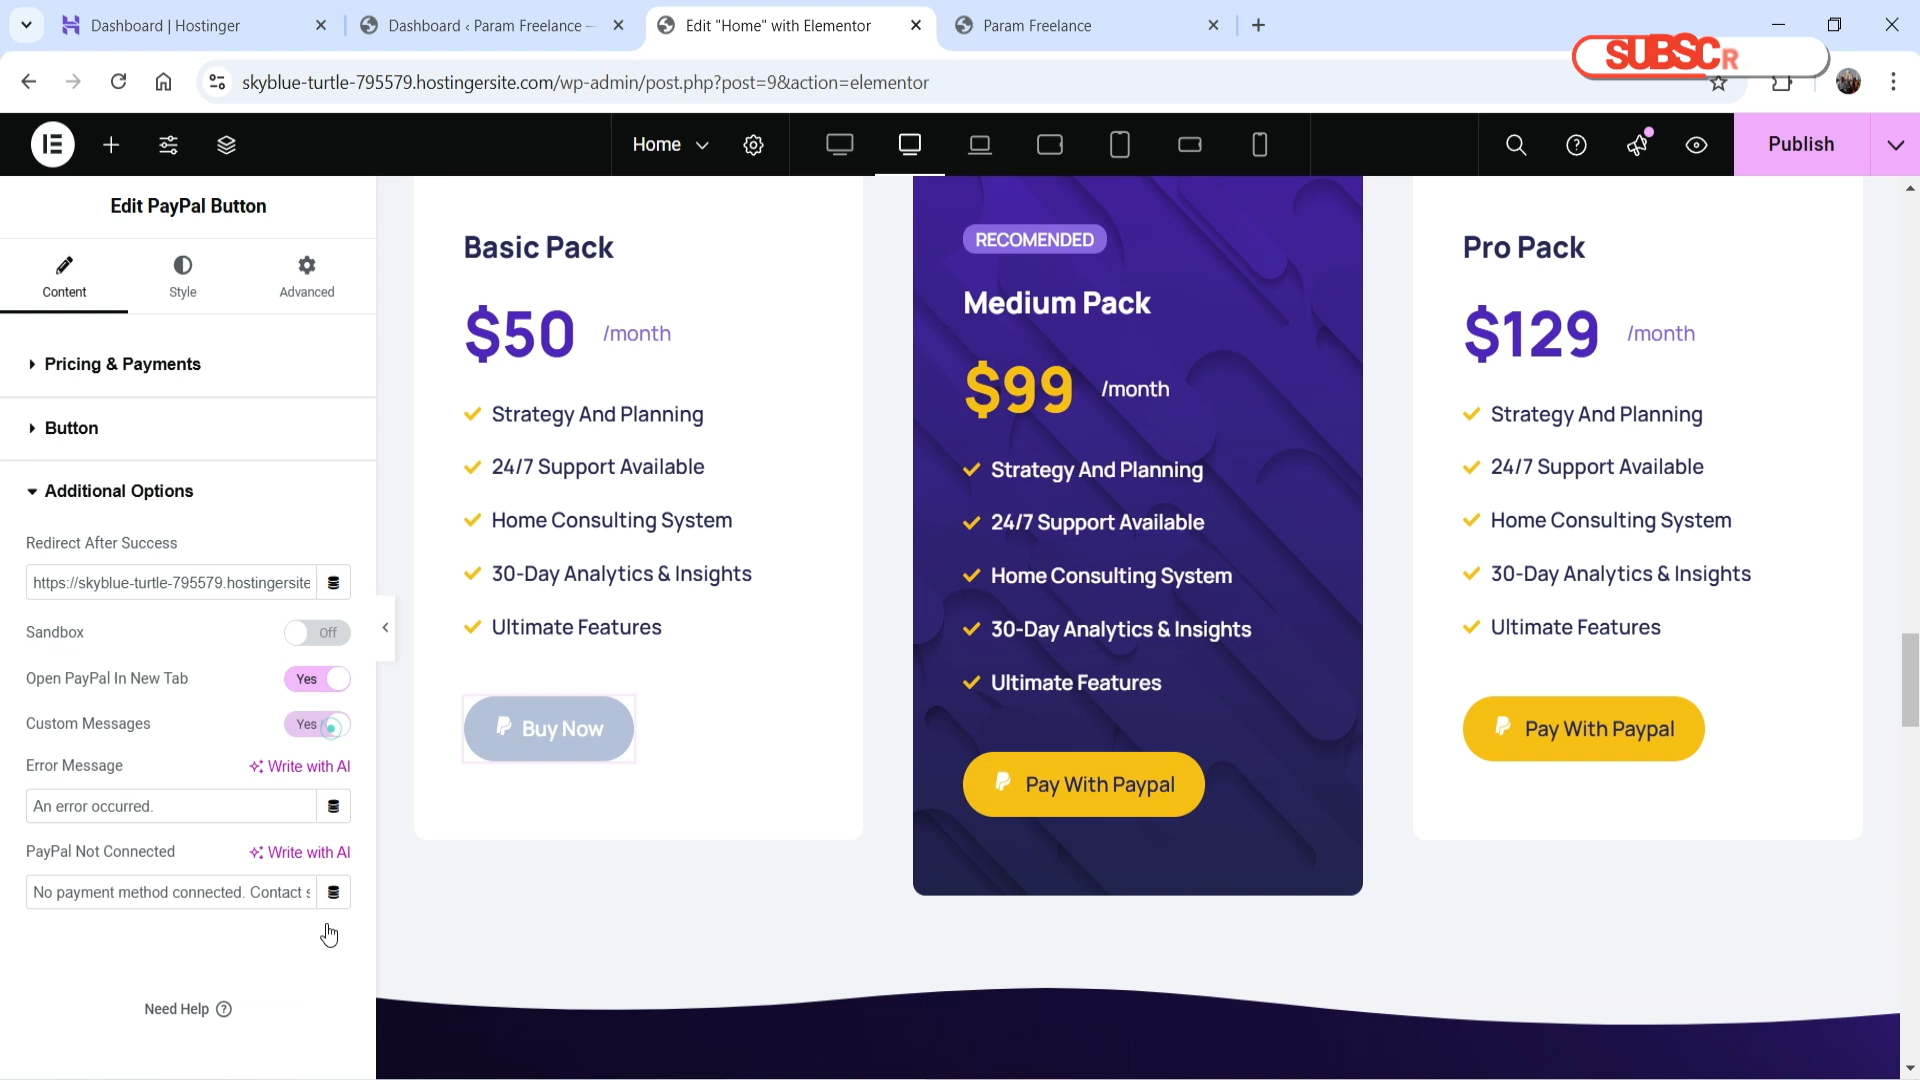 Dashboard | Hostinger
Dashboard ‹ Param Freelance –
Edit "Home" with Elementor
Param Freelance
SUBSCR
skyblue-turtle-795579.hostingersite.com/wp-admin/post.php?post=9&action=elementor
Home
Publish
Edit PayPal Button
Content
Style
Advanced
Pricing & Payments
Button
Additional Options
Redirect After Success
https://skyblue-turtle-795579.hostingersite
Sandbox
Off
Open PayPal In New Tab
Yes
Custom Messages
Yes
Error Message
Write with AI
An error occurred.
PayPal Not Connected
Write with AI
No payment method connected. Contact s
Need Help
Basic Pack
$50 /month
Strategy And Planning
24/7 Support Available
Home Consulting System
30-Day Analytics & Insights
Ultimate Features
Buy Now
RECOMENDED
Medium Pack
$99 /month
Strategy And Planning
24/7 Support Available
Home Consulting System
30-Day Analytics & Insights
Ultimate Features
Pay With Paypal
Pro Pack
$129 /month
Strategy And Planning
24/7 Support Available
Home Consulting System
30-Day Analytics & Insights
Ultimate Features
Pay With Paypal